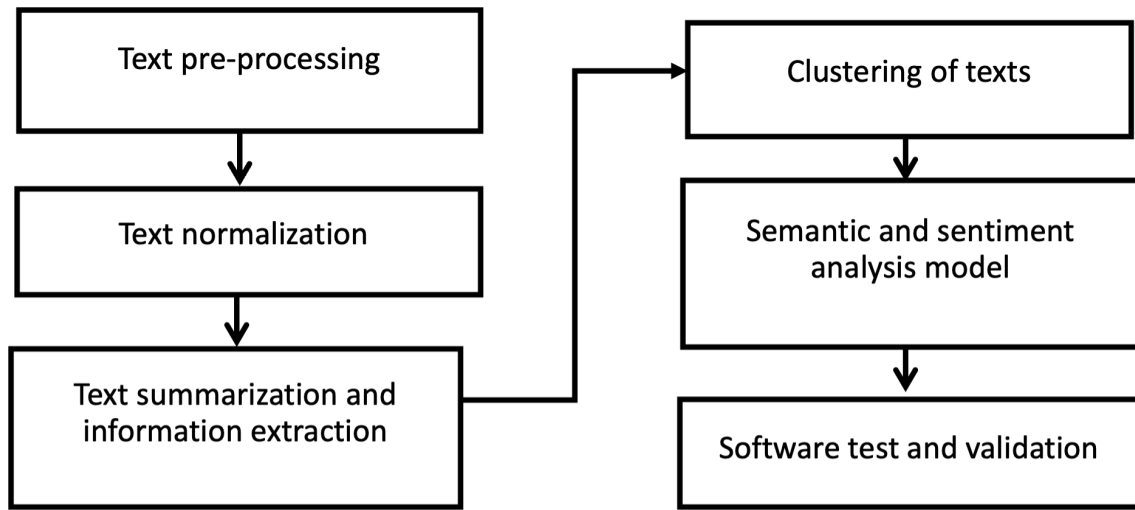 Text pre-processing
Text normalization
Text summarization and
information extraction
Clustering of texts
Semantic and sentiment
analysis model
Software test and validation